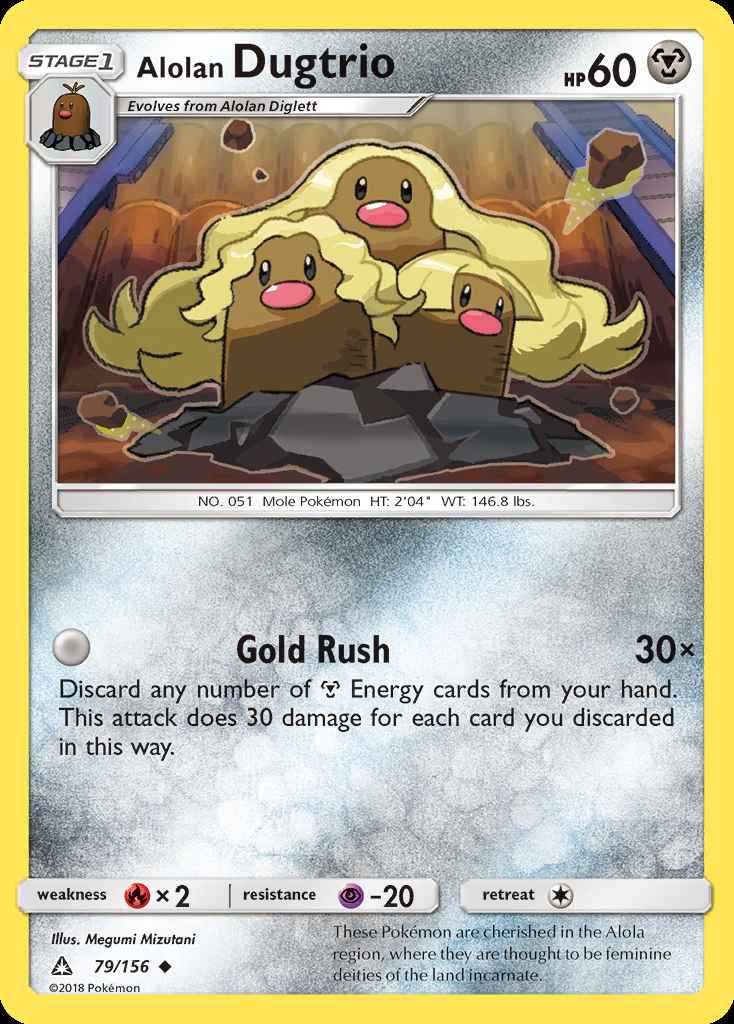 STAGE1
Alolan Dugtrio
HP60
Evolves from Alolan Diglett
NO. 051 Mole Pokémon HT: 2'04" WT: 146.8 lbs.
Gold Rush 30×
Discard any number of Energy cards from your hand.
This attack does 30 damage for each card you discarded
in this way.
weakness ×2 resistance -20 retreat
Illus. Megumi Mizutani
79/156
©2018 Pokémon
These Pokémon are cherished in the Alola
region, where they are thought to be feminine
deities of the land incarnate.